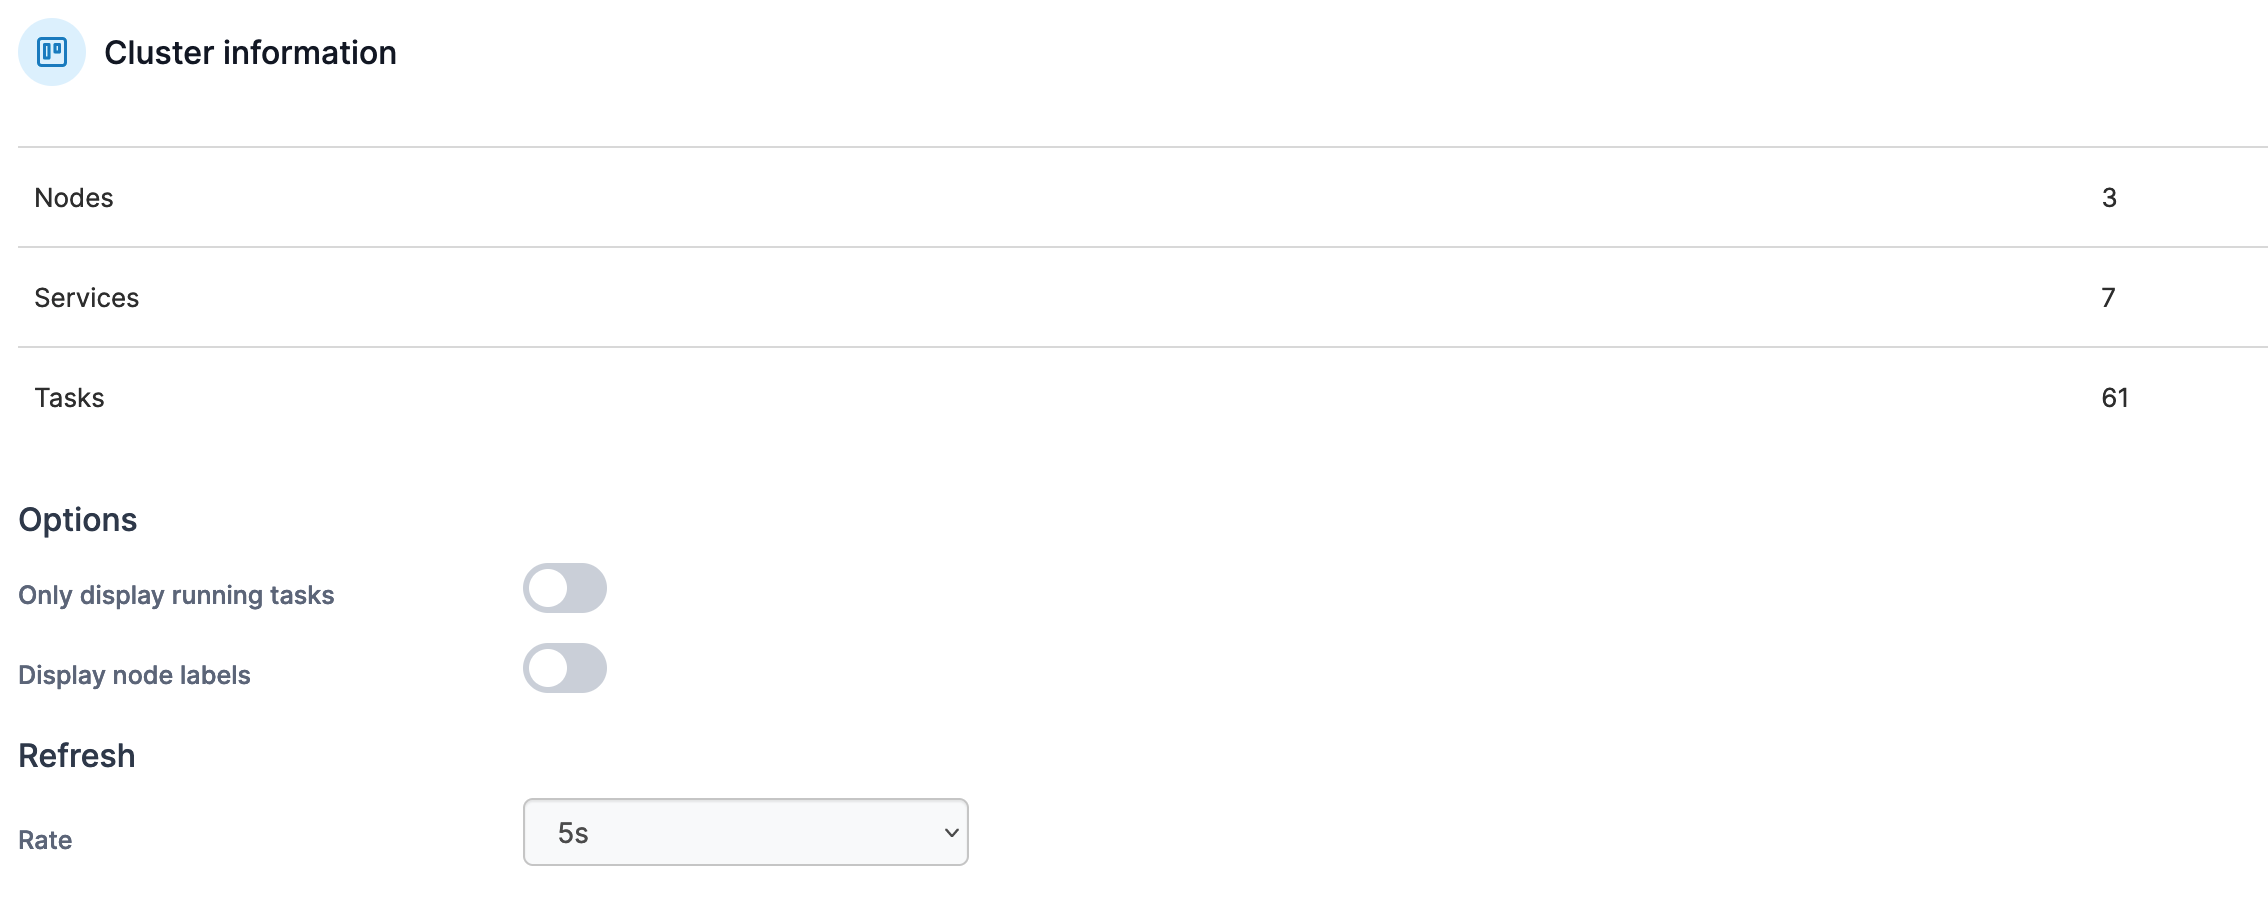 Cluster information
Nodes 3
Services 7
Tasks 61
Options
Only display running tasks
Display node labels
Refresh
Rate 5s